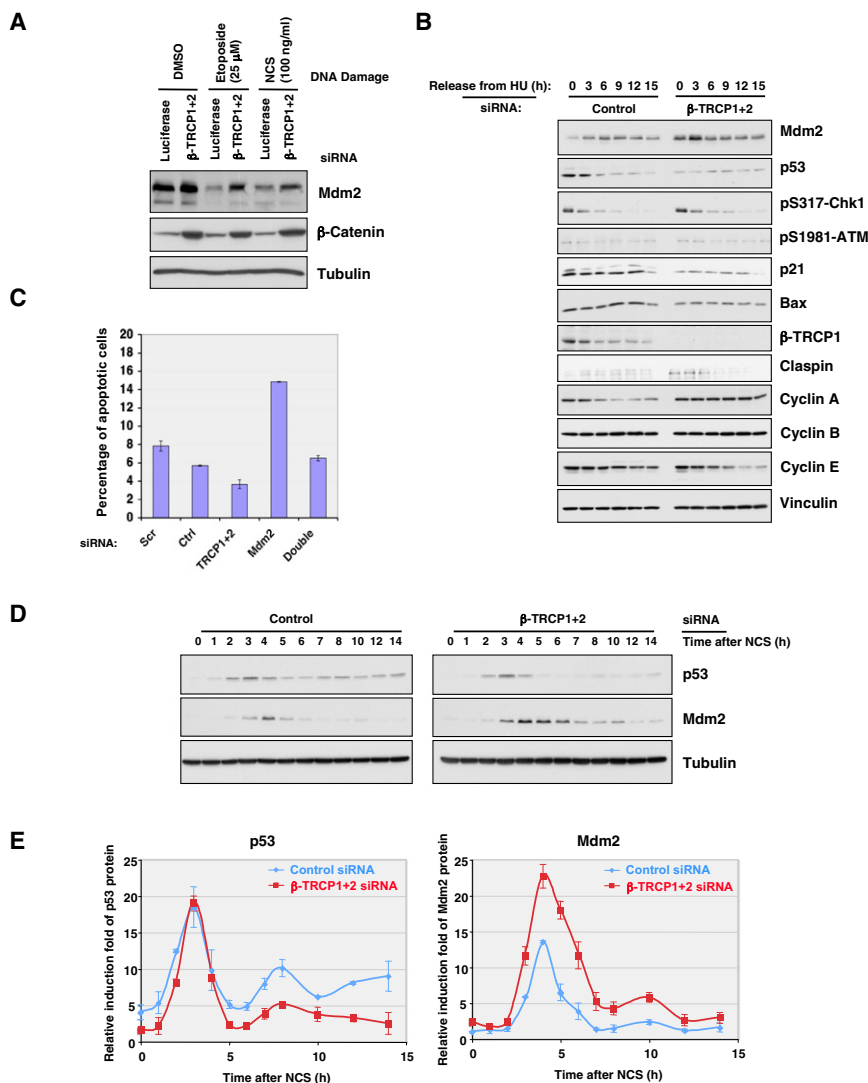 A
DMSO
Etoposide (25 μM)
NCS (100 ng/ml)
DNA Damage
Luciferase
β-TRCP1+2
Luciferase
β-TRCP1+2
Luciferase
β-TRCP1+2
siRNA
Mdm2
β-Catenin
Tubulin
B
Release from HU (h): 0 3 6 9 12 15 0 3 6 9 12 15
siRNA: Control β-TRCP1+2
Mdm2
p53
pS317-Chk1
pS1981-ATM
p21
Bax
β-TRCP1
Claspin
Cyclin A
Cyclin B
Cyclin E
Vinculin
C
Percentage of apoptotic cells
20
18
16
14
12
10
8
6
4
2
0
siRNA: Scr Ctrl TRCP1+2 Mdm2 Double
D
Control β-TRCP1+2 siRNA
0 1 2 3 4 5 6 7 8 10 12 14 0 1 2 3 4 5 6 7 8 10 12 14 Time after NCS (h)
p53
Mdm2
Tubulin
E
p53
Relative induction fold of p53 protein
25
20
15
10
5
0
Control siRNA
β-TRCP1+2 siRNA
0 5 10 15
Time after NCS (h)
Mdm2
Relative induction fold of Mdm2 protein
25
20
15
10
5
0
Control siRNA
β-TRCP1+2 siRNA
0 5 10 15
Time after NCS (h)